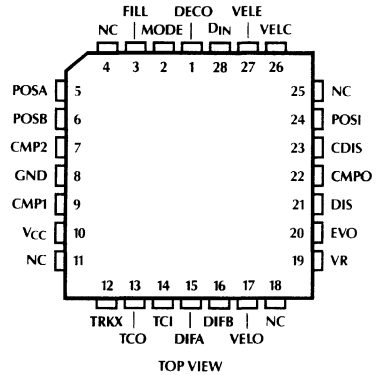 FILL DECO VELE
NC MODE DIN VELC
4 3 2 1 28 27 26
POSA 5 25 NC
POSB 6 24 POSI
CMP2 7 23 CDIS
GND 8 22 CMPO
CMP1 9 21 DIS
VCC 10 20 EVO
NC 11 19 VR
12 13 14 15 16 17 18
TRKX TCI DIFB NC
TCO DIFA VELO
TOP VIEW